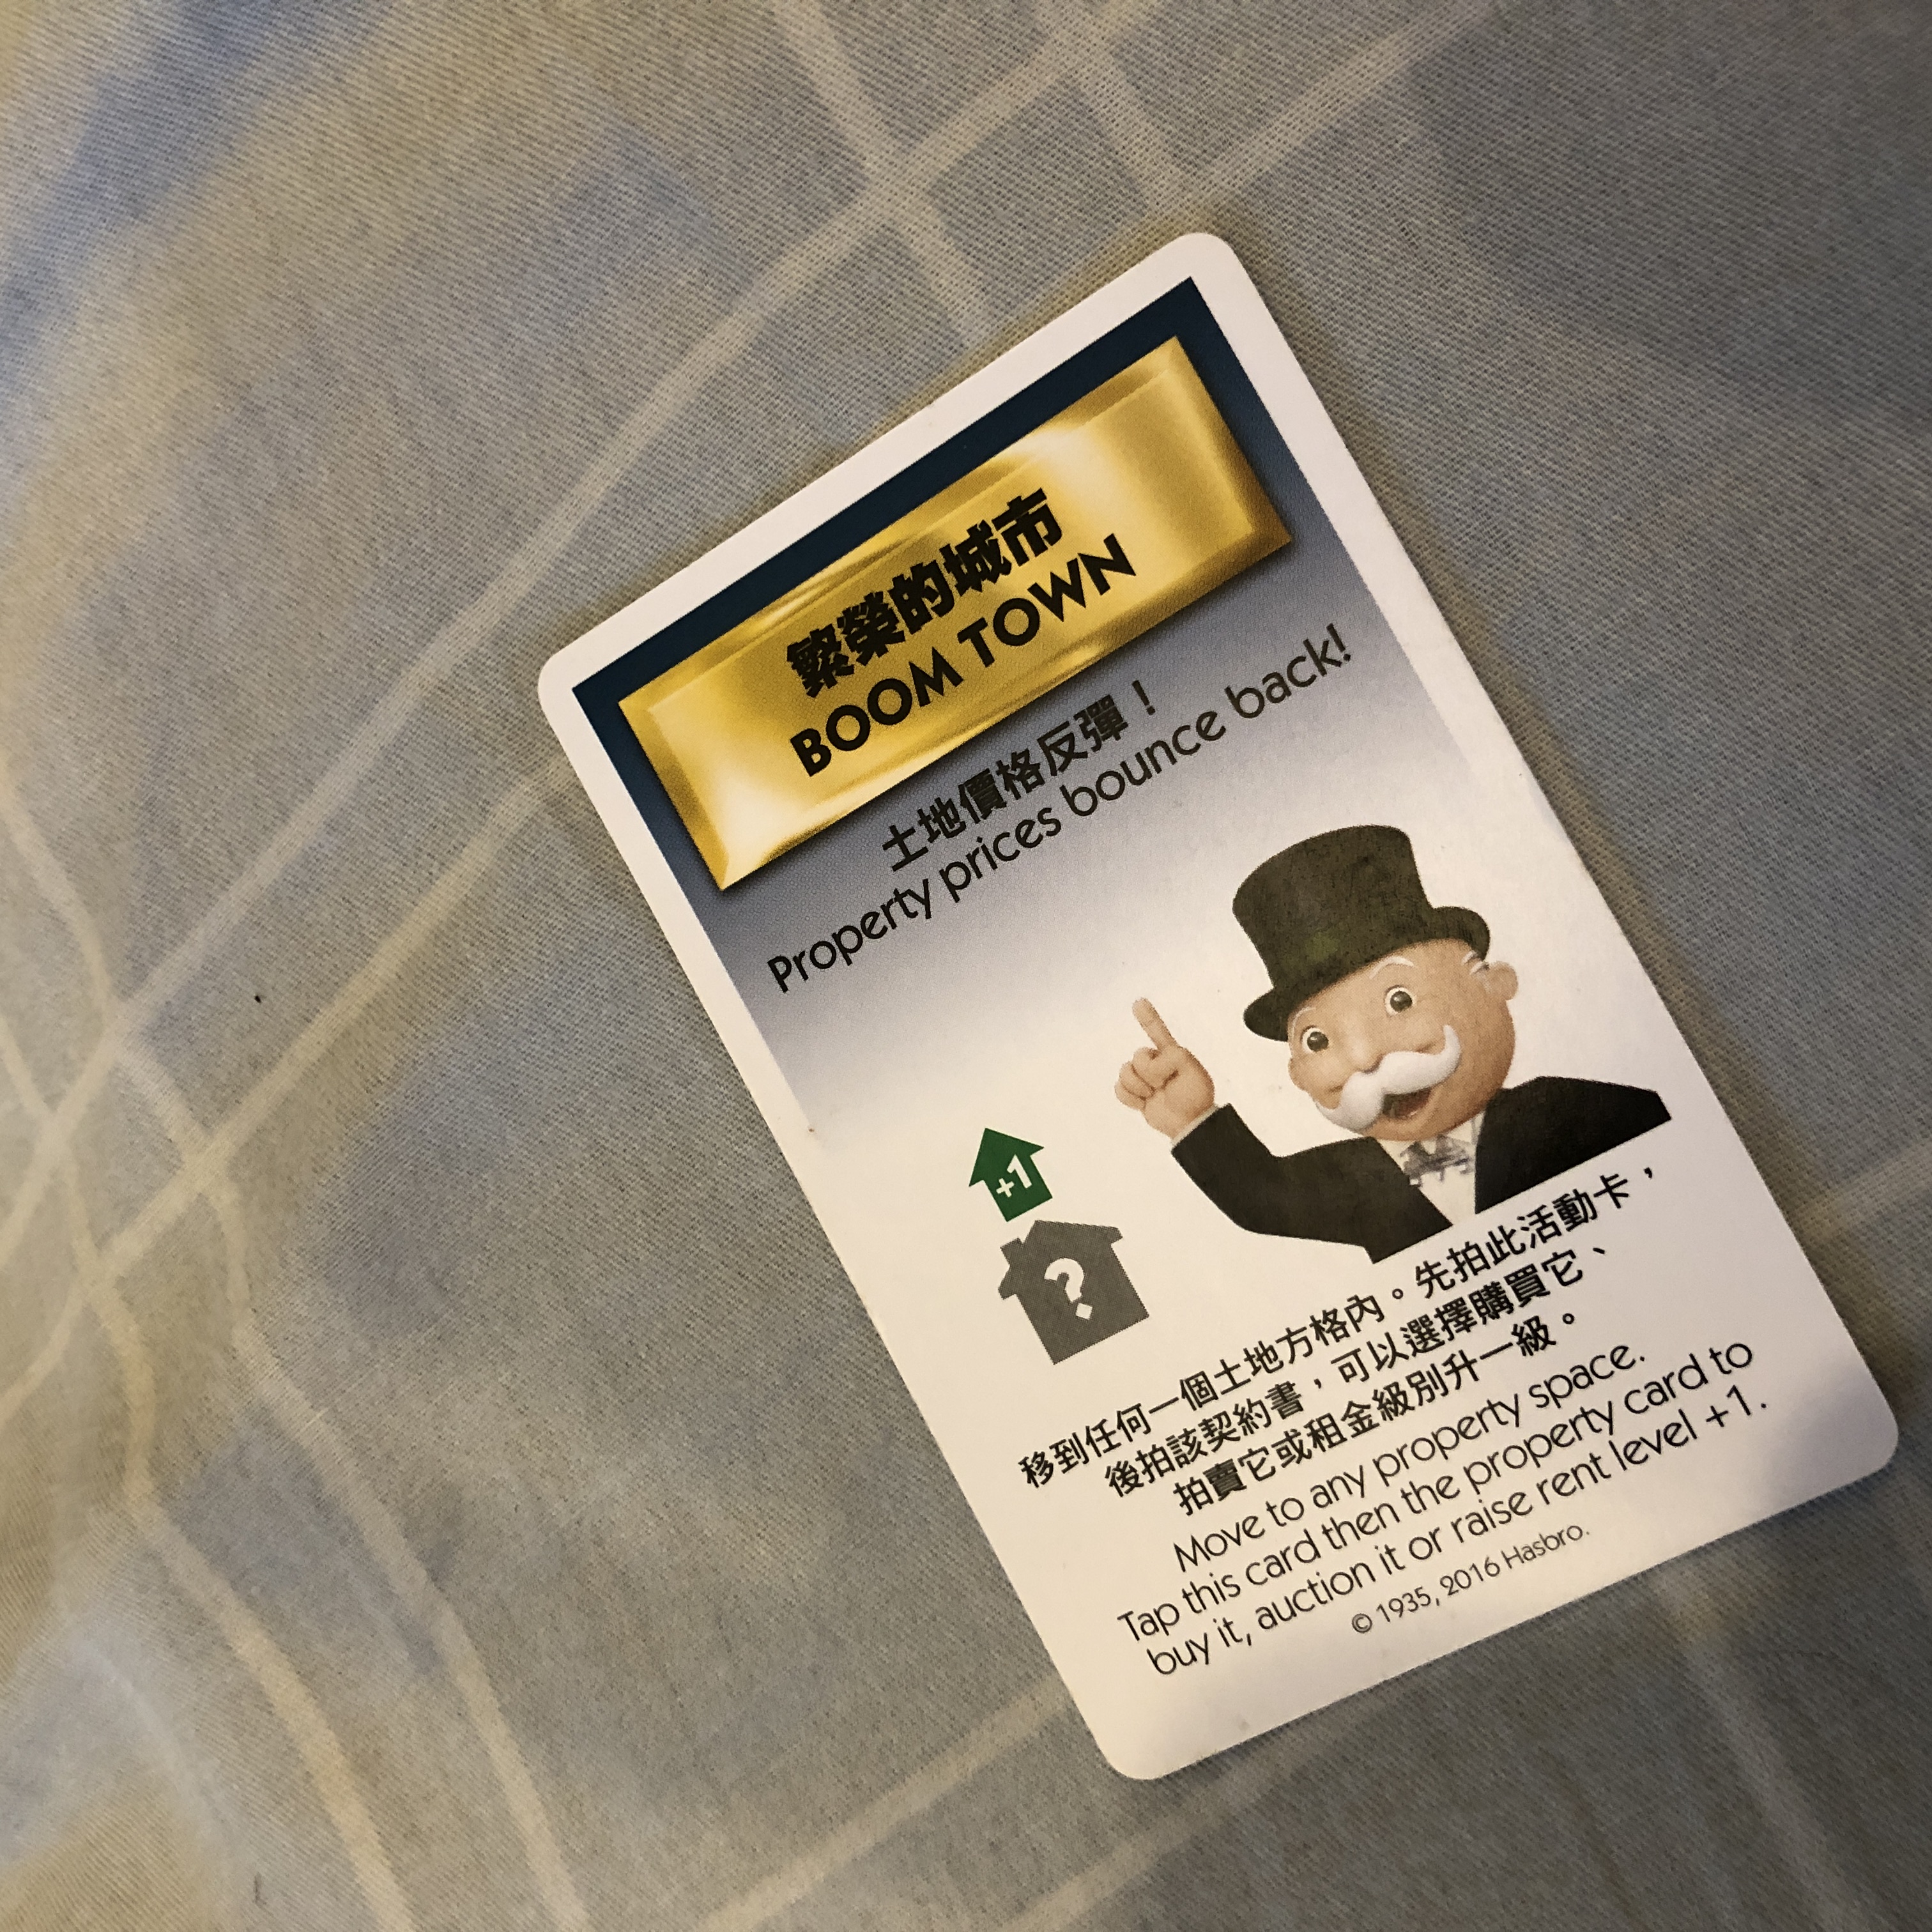 繁榮的城市
BOOM TOWN
土地價格反彈！
Property prices bounce back!
+1
?
移到任何一個土地方格內。先拍此活動卡，
後拍該契約書，可以選擇購買它、
拍賣它或租金級別升一級。
Move to any property space.
Tap this card then the property card to
buy it, auction it or raise rent level +1.
© 1935, 2016 Hasbro.